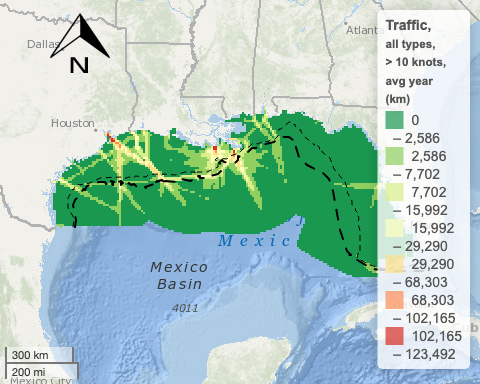 Dallas
N
Atlanta
Houston
Mexic
Mexico
Basin
4011
Traffic,
all types,
> 10 knots,
avg year
(km)
0
– 2,586
2,586
– 7,702
7,702
– 15,992
15,992
– 29,290
29,290
– 68,303
68,303
– 102,165
102,165
– 123,492
300 km
200 mi
Mexico City